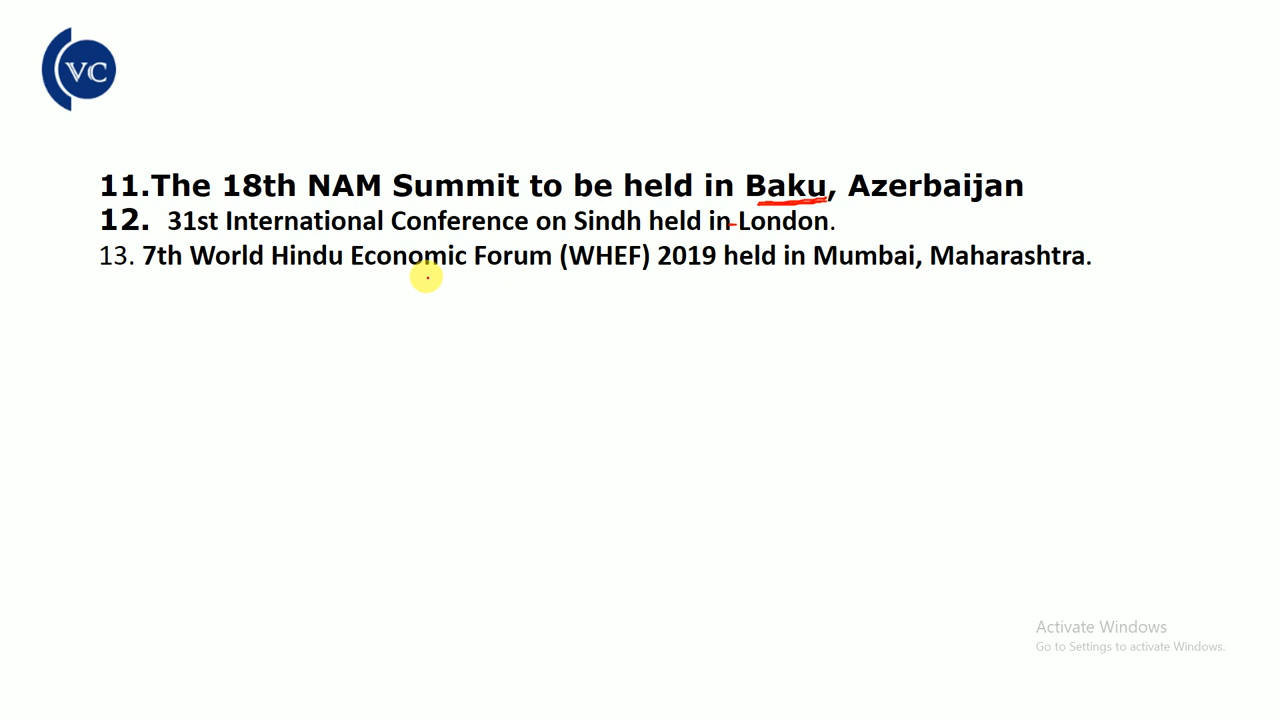 VC
11.The 18th NAM Summit to be held in Baku, Azerbaijan
12. 31st International Conference on Sindh held in London.
13. 7th World Hindu Economic Forum (WHEF) 2019 held in Mumbai, Maharashtra.
Activate Windows
Go to Settings to activate Windows.